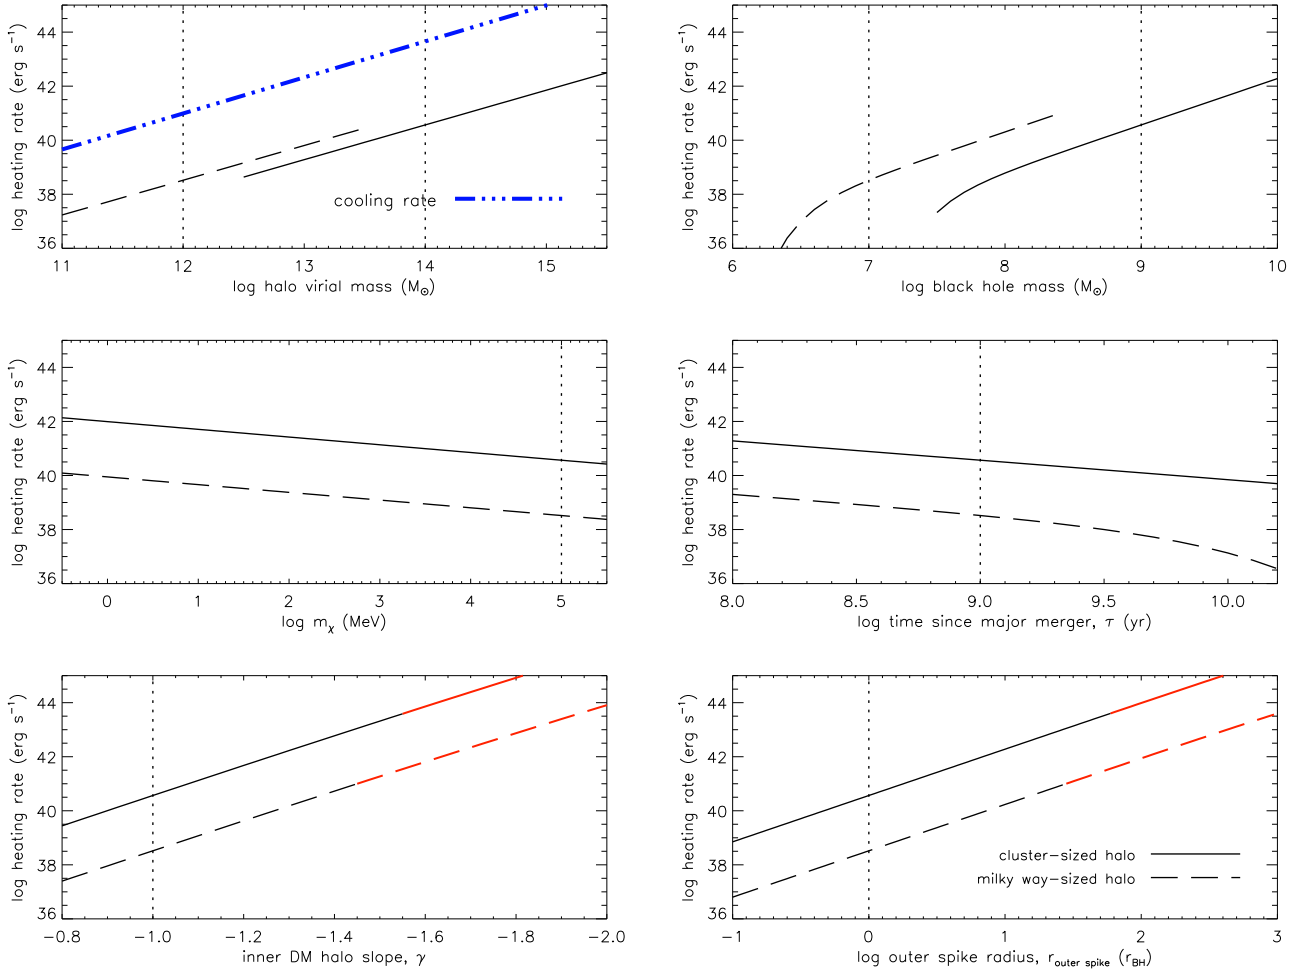 log heating rate (erg s⁻¹)
44
42
40
38
36
cooling rate
11 12 13 14 15
log halo virial mass (M⊙)
log heating rate (erg s⁻¹)
44
42
40
38
36
6 7 8 9 10
log black hole mass (M⊙)
log heating rate (erg s⁻¹)
44
42
40
38
36
0 1 2 3 4 5
log mχ (MeV)
log heating rate (erg s⁻¹)
44
42
40
38
36
8.0 8.5 9.0 9.5 10.0
log time since major merger, τ (yr)
log heating rate (erg s⁻¹)
44
42
40
38
36
−0.8 −1.0 −1.2 −1.4 −1.6 −1.8 −2.0
inner DM halo slope, γ
log heating rate (erg s⁻¹)
44
42
40
38
36
cluster−sized halo
milky way−sized halo
−1 0 1 2 3
log outer spike radius, r outer spike (rBH)